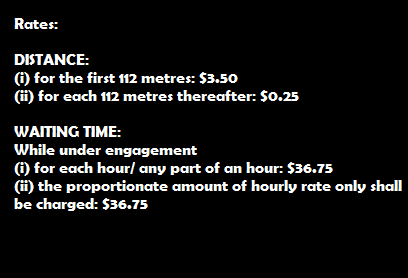 Rates:
DISTANCE:
(i) for the first 112 metres: $3.50
(ii) for each 112 metres thereafter: $0.25
WAITING TIME:
While under engagement
(i) for each hour/ any part of an hour: $36.75
(ii) the proportionate amount of hourly rate only shall
be charged: $36.75